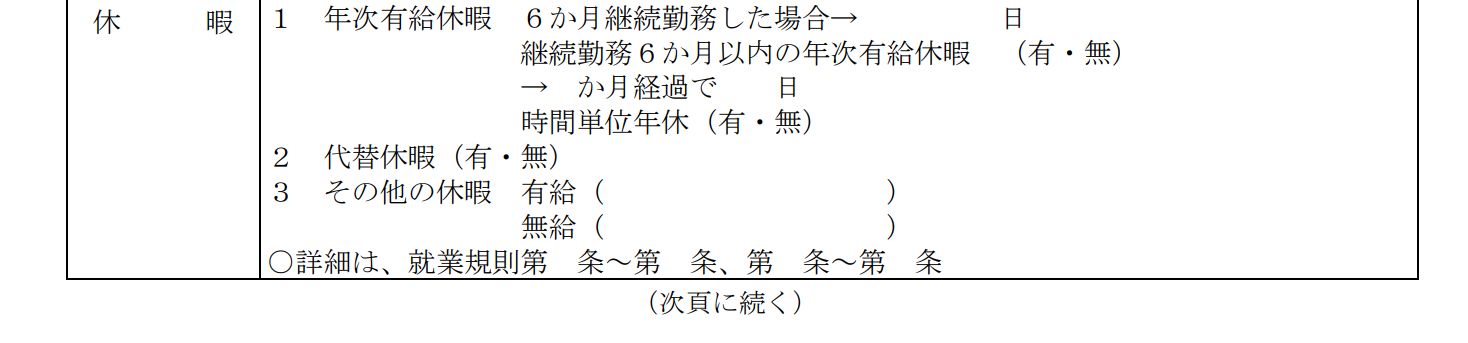 休　　　暇
１　年次有給休暇　６か月継続勤務した場合→　　　　　日
継続勤務６か月以内の年次有給休暇　（有・無）
→　か月経過で　　日
時間単位年休（有・無）
２　代替休暇（有・無）
３　その他の休暇　有給（　　　　　　　　　　）
無給（　　　　　　　　　　）
○詳細は、就業規則第　条～第　条、第　条～第　条
（次頁に続く）